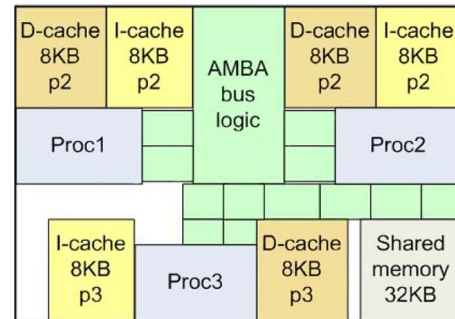 D-cache
8KB
p2
I-cache
8KB
p2
AMBA
bus
logic
D-cache
8KB
p2
I-cache
8KB
p2
Proc1
Proc2
I-cache
8KB
p3
Proc3
D-cache
8KB
p3
Shared
memory
32KB